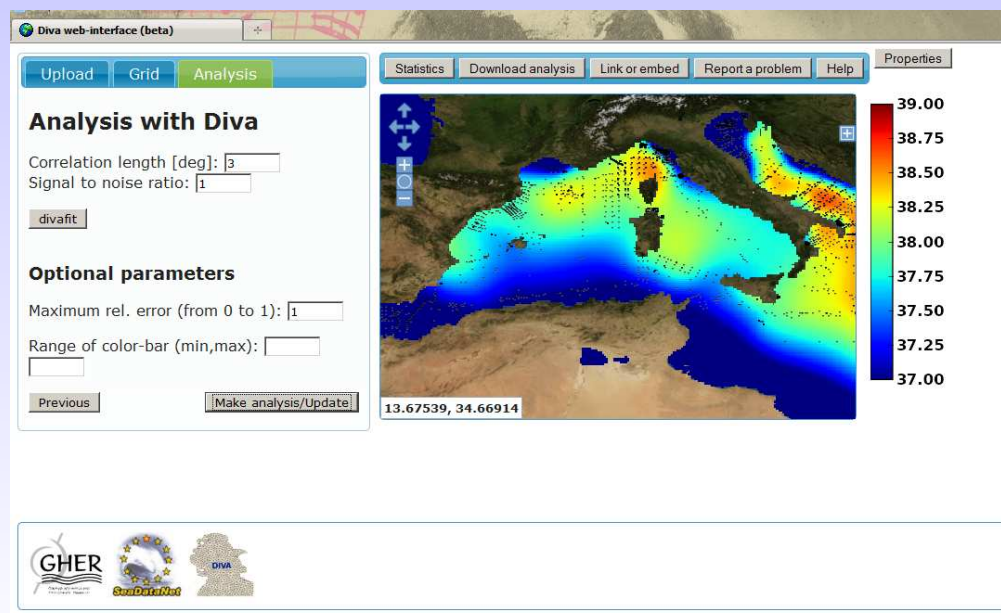 Diva web-interface (beta)
Upload Grid Analysis
Analysis with Diva
Correlation length [deg]: 3
Signal to noise ratio: 1
divafit
Optional parameters
Maximum rel. error (from 0 to 1): 1
Range of color-bar (min,max):
Previous Make analysis/Update
Statistics Download analysis Link or embed Report a problem Help Properties
39.00
38.75
38.50
38.25
38.00
37.75
37.50
37.25
37.00
13.67539, 34.66914
GHER
SeaDataNet
DIVA